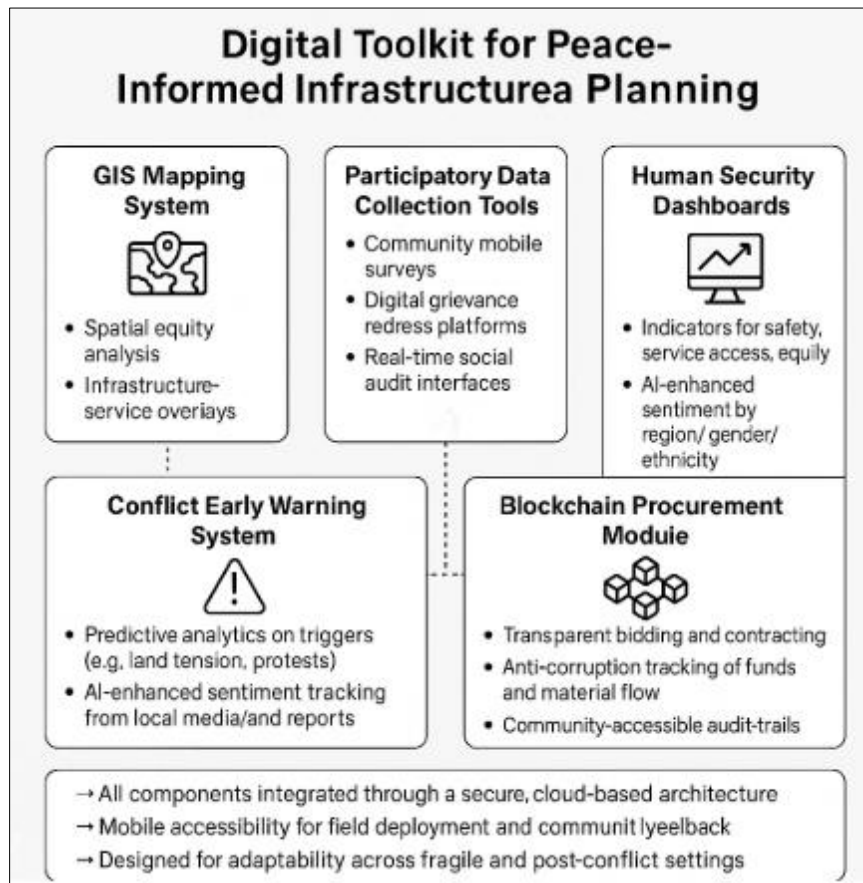 Digital Toolkit for Peace-
Informed Infrastructurea Planning
GIS Mapping
System
• Spatial equity
analysis
• Infrastructure-
service overlays
Participatory Data
Collection Tools
• Community mobile
surveys
• Digital grievance
redress platforms
• Real-time social
audit interfaces
Human Security
Dashboards
• Indicators for safety,
service access, equily
• AI-enhanced
sentiment by
region/ gender/
ethnicity
Conflict Early Warning
System
• Predictive analytics on triggers
(e.g, land tension, protests)
• AI-enhanced sentiment tracking
from local media/and reports
Blockchain Procurement
Moduie
• Transparent bidding and contracting
• Anti-corruption tracking of funds
and material flow
• Community-accessible audit-trails
→ All components integrated through a secure, cloud-based architecture
→ Mobile accessibility for field deployment and communit lyeelback
→ Designed for adaptability across fragile and post-conflict settings